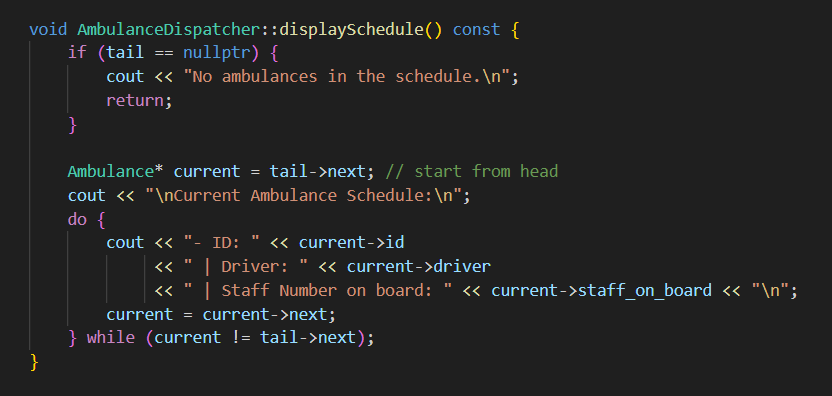 void AmbulanceDispatcher::displaySchedule() const {
    if (tail == nullptr) {
        cout << "No ambulances in the schedule.\n";
        return;
    }

    Ambulance* current = tail->next; // start from head
    cout << "\nCurrent Ambulance Schedule:\n";
    do {
        cout << "- ID: " << current->id
             << " | Driver: " << current->driver
             << " | Staff Number on board: " << current->staff_on_board << "\n";
        current = current->next;
    } while (current != tail->next);
}